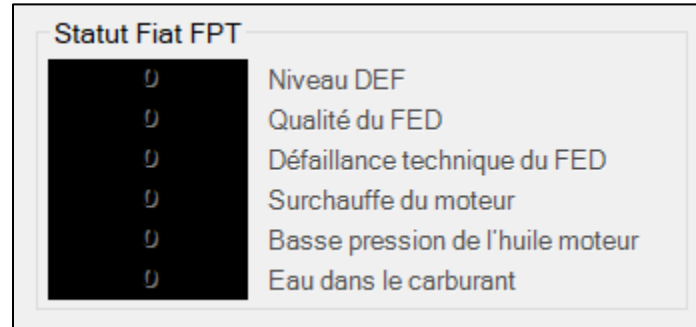 Statut Fiat FPT
0 Niveau DEF
0 Qualité du FED
0 Défaillance technique du FED
0 Surchauffe du moteur
0 Basse pression de l'huile moteur
0 Eau dans le carburant